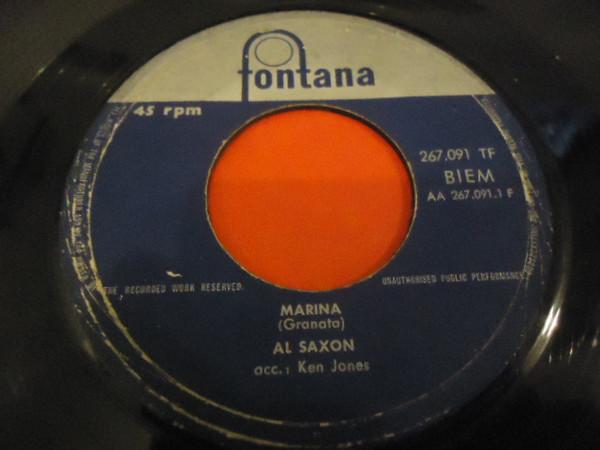 fontana
45 rpm
267.091 TF
BIEM
AA 267.091.1 F
THE RECORDED WORK RESERVED.
UNAUTHORISED PUBLIC PERFORMANCE
MARINA
(Granata)
AL SAXON
acc.: Ken Jones